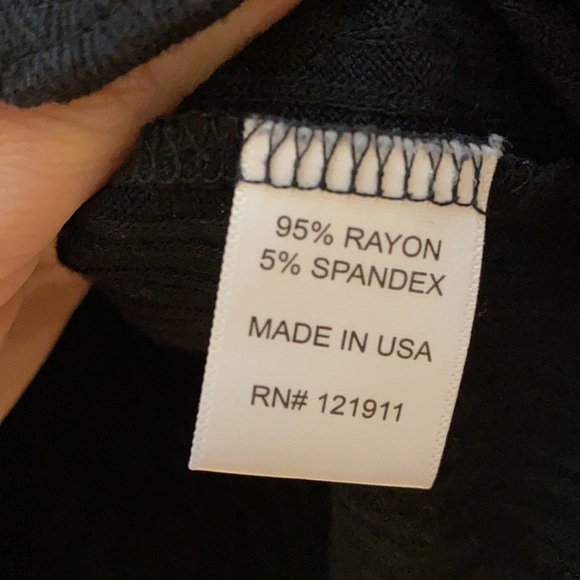 95% RAYON
5% SPANDEX
MADE IN USA
RN# 121911